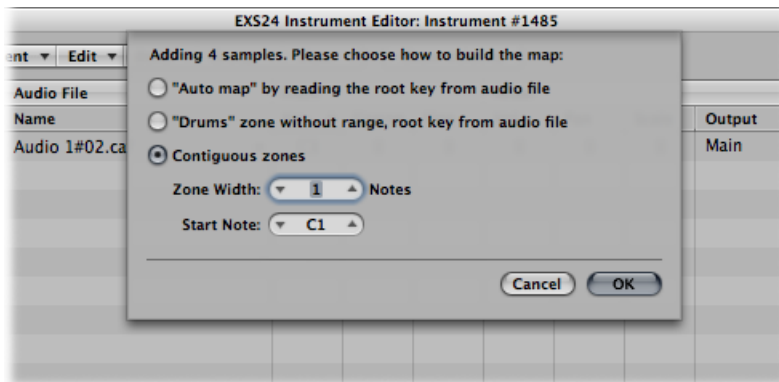 EXS24 Instrument Editor: Instrument #1485
ent Edit
Adding 4 samples. Please choose how to build the map:
"Auto map" by reading the root key from audio file
"Drums" zone without range, root key from audio file
Contiguous zones
Zone Width: 1 Notes
Start Note: C1
Cancel OK
Audio File
Name Output
Audio 1#02.ca Main